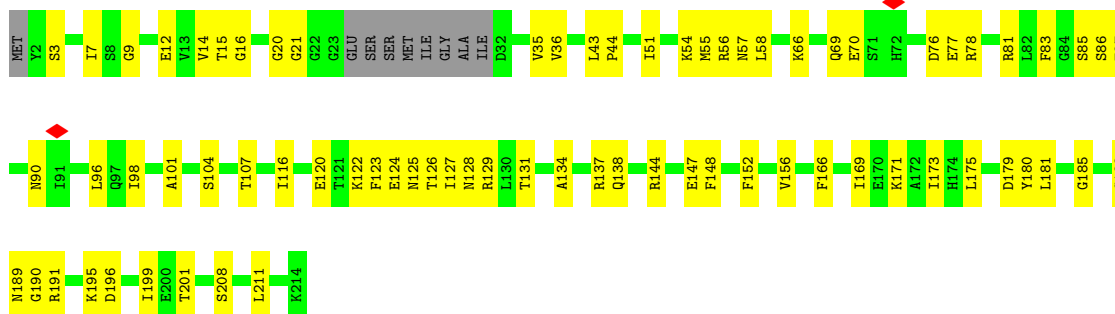 MET Y2 S3 I7 S8 G9 E12 V13 V14 T15 G16 G20 G21 G22 G23 GLU SER SER MET ILE GLY ALA ILE D32 V35 V36 L43 P44 I51 K54 M55 R56 N57 L58 K66 Q69 E70 S71 H72 D76 E77 R78 R81 L82 F83 G84 S85 S86
N90 I91 L96 Q97 I98 A101 S104 T107 I116 E120 T121 K122 F123 E124 N125 T126 I127 N128 R129 L130 T131 A134 R137 Q138 R144 E147 F148 F152 V156 F166 I169 E170 K171 A172 I173 H174 L175 D179 Y180 L181 G185
N189 G190 R191 K195 D196 I199 E200 T201 S208 L211 K214